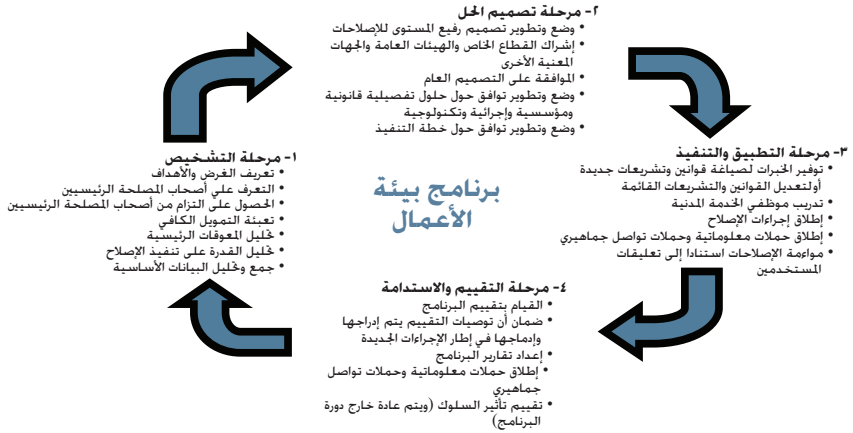 ٢- مرحلة تصميم الحل
• وضع وتطوير تصميم رفيع المستوى للإصلاحات
• إشراك القطاع الخاص والهيئات العامة والجهات
المعنية الأخرى
• الموافقة على التصميم العام
• وضع وتطوير توافق حول حلول تفصيلية قانونية
ومؤسسية وإجرائية وتكنولوجية
• وضع وتطوير توافق حول خطة التنفيذ
٣- مرحلة التطبيق والتنفيذ
• توفير الخبرات لصياغة قوانين وتشريعات جديدة
أولتعديل القوانين والتشريعات القائمة
• تدريب موظفي الخدمة المدنية
• إطلاق إجراءات الإصلاح
• إطلاق حملات معلوماتية وحملات تواصل جماهيري
• مواءمة الإصلاحات استنادا إلى تعليقات
المستخدمين
١- مرحلة التشخيص
• تعريف الغرض والأهداف
• التعرف علي أصحاب المصلحة الرئيسيين
• الحصول على التزام من أصحاب المصلحة الرئيسيين
• تعبئة التمويل الكافي
• تحليل المعوقات الرئيسية
• تحليل القدرة على تنفيذ الإصلاح
• جمع وتحليل البيانات الأساسية
برنامج بيئة
الأعمال
٤- مرحلة التقييم والاستدامة
• القيام بتقييم البرنامج
• ضمان أن توصيات التقييم يتم إدراجها
وإدماجها في إطار الإجراءات الجديدة
• إعداد تقارير البرنامج
• إطلاق حملات معلوماتية وحملات تواصل
جماهيري
• تقييم تأثير السلوك (ويتم عادة خارج دورة
البرنامج)